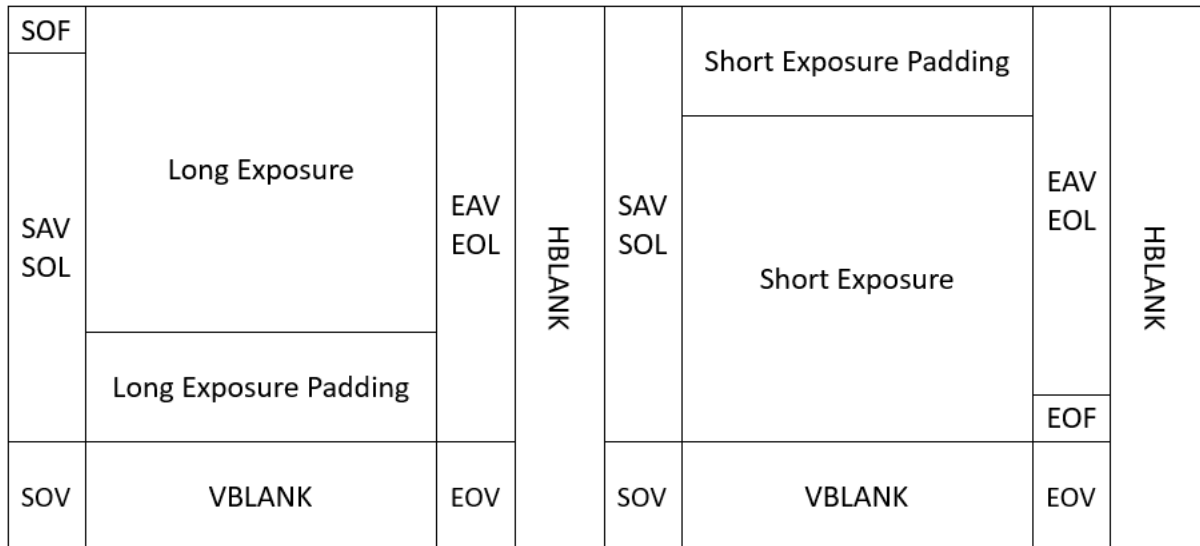 SOF
SAV
SOL
Long Exposure
Long Exposure Padding
EAV
EOL
HBLANK
SOV
VBLANK
EOV
SAV
SOL
Short Exposure Padding
Short Exposure
EAV
EOL
EOF
HBLANK
SOV
VBLANK
EOV